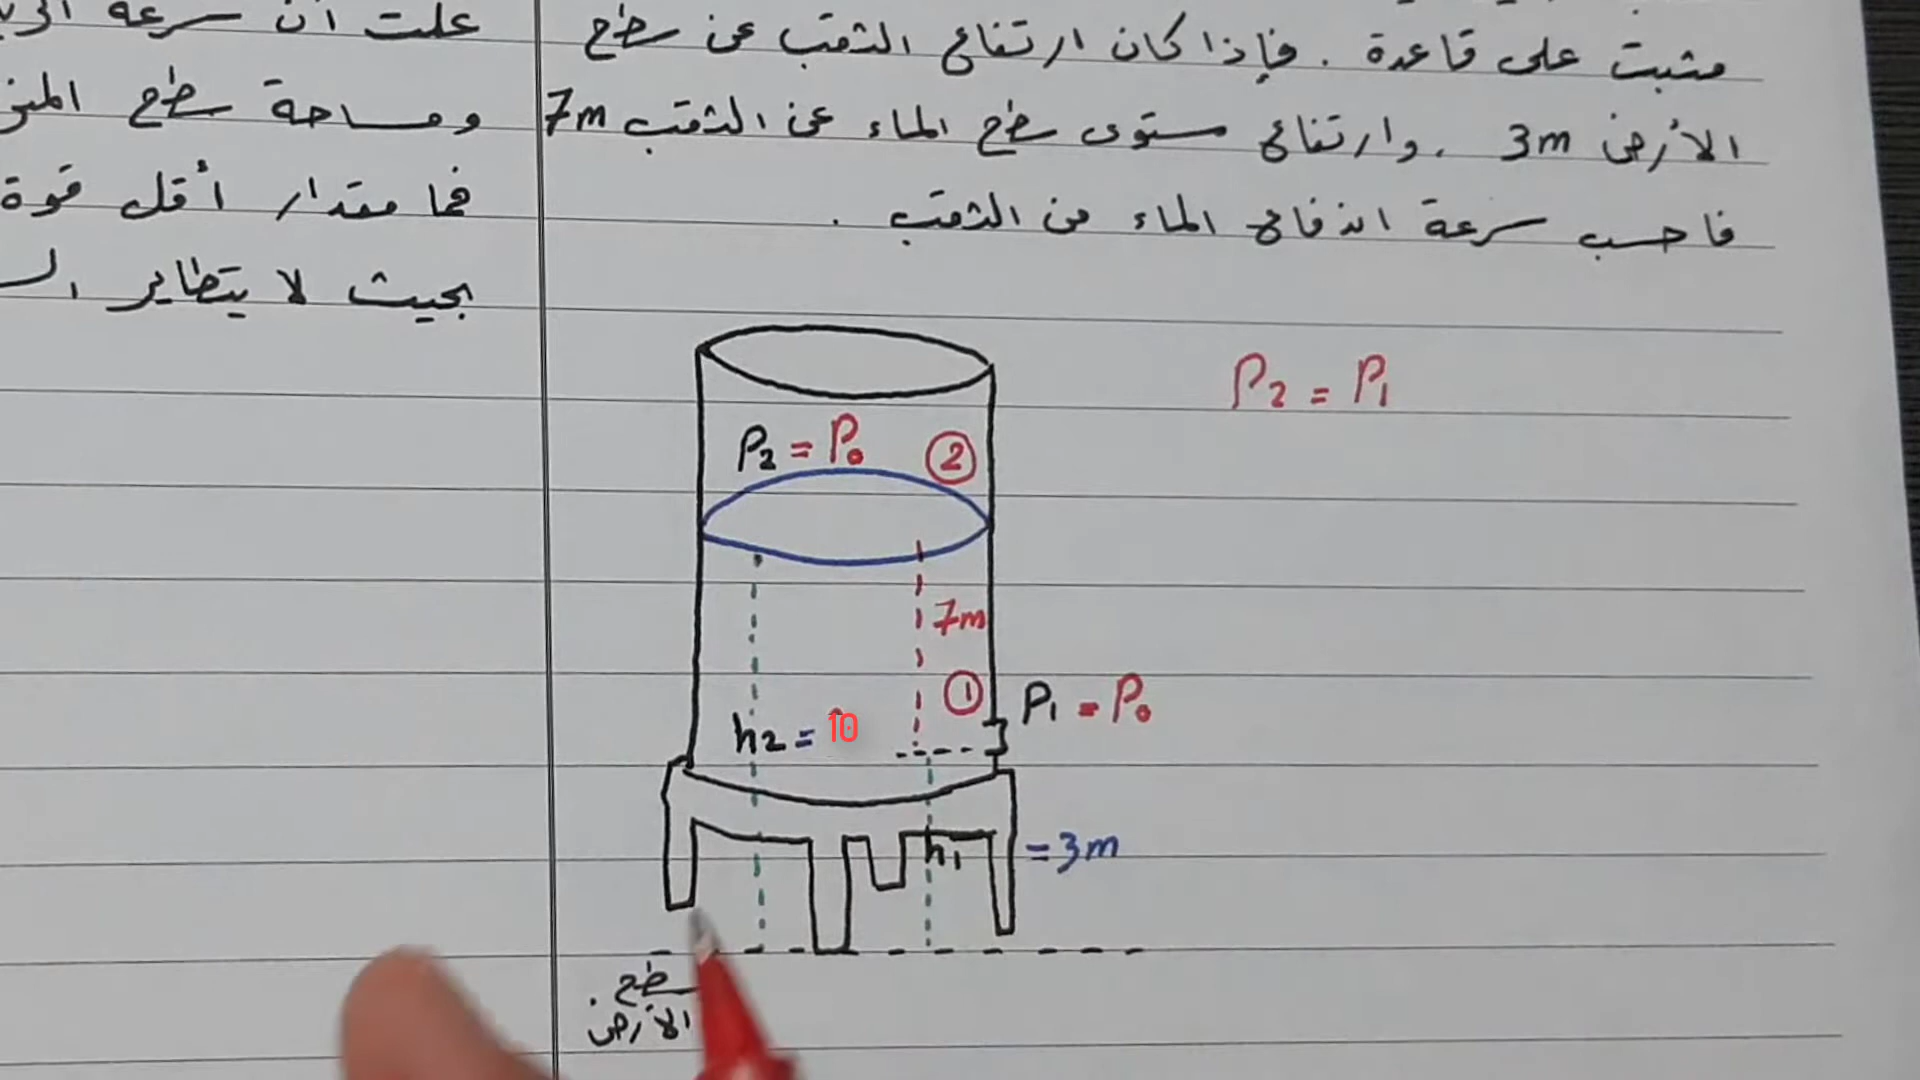 مثبت على قاعدة . فإذا كان ارتفاع الثقب عن سطح
الأرض 3m . وارتفاع مستوى سطح الماء عن الثقب 7m
فاحسب سرعة اندفاع الماء من الثقب .
علمت أن سرعة
ومساحة سطح
فما مقدار أقل قوة
بحيث لا يتطاير
P₂ = P₁
P₂ = P₀ ②
7m
①
P₁ = P₀
h₂ = 10
h₁ = 3m
سطح
الأرض